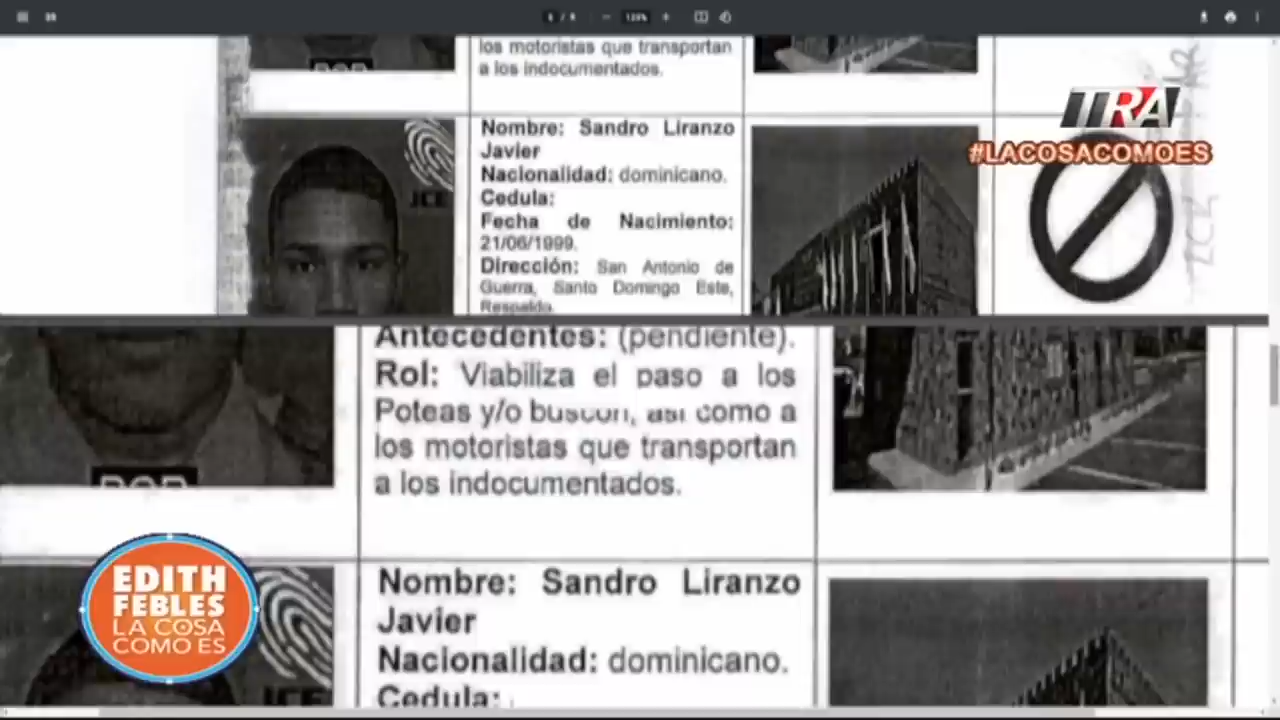 los motoristas que transportan
a los indocumentados.
TRA
#LACOSACOMOES
Nombre: Sandro Liranzo
Javier
Nacionalidad: dominicano.
Cedula:
Fecha de Nacimiento:
21/06/1999.
Dirección: San Antonio de
Guerra, Santo Domingo Este,
Respaldo
JCE
Antecedentes: (pendiente).
Rol: Viabiliza el paso a los
Poteas y/o buscon, así como a
los motoristas que transportan
a los indocumentados.
EDITH
FEBLES
LA COSA
COMO ES
JCE
Nombre: Sandro Liranzo
Javier
Nacionalidad: dominicano.
Cedula: